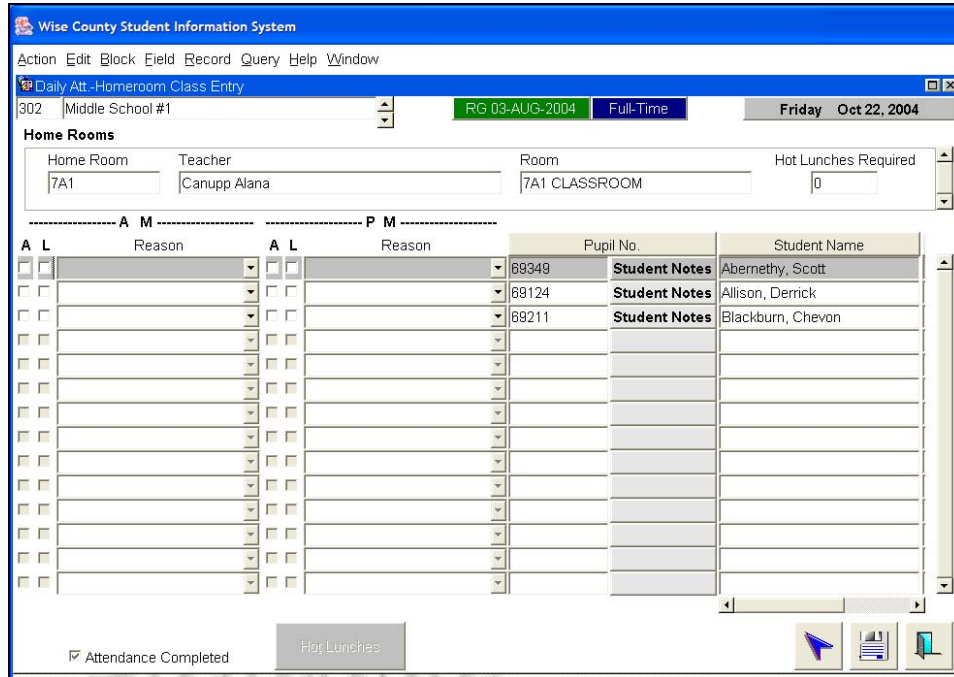 Wise County Student Information System
Action Edit Block Field Record Query Help Window
Daily Att.-Homeroom Class Entry
302 Middle School #1 RG 03-AUG-2004 Full-Time Friday Oct 22, 2004
Home Rooms
Home Room Teacher Room Hot Lunches Required
7A1 Canupp Alana 7A1 CLASSROOM 0
------------------- A M -------------------- -------------------- P M --------------------
A L Reason A L Reason Pupil No. Student Name
69349 Student Notes Abernethy, Scott
69124 Student Notes Allison, Derrick
69211 Student Notes Blackburn, Chevon
Attendance Completed Hot Lunches